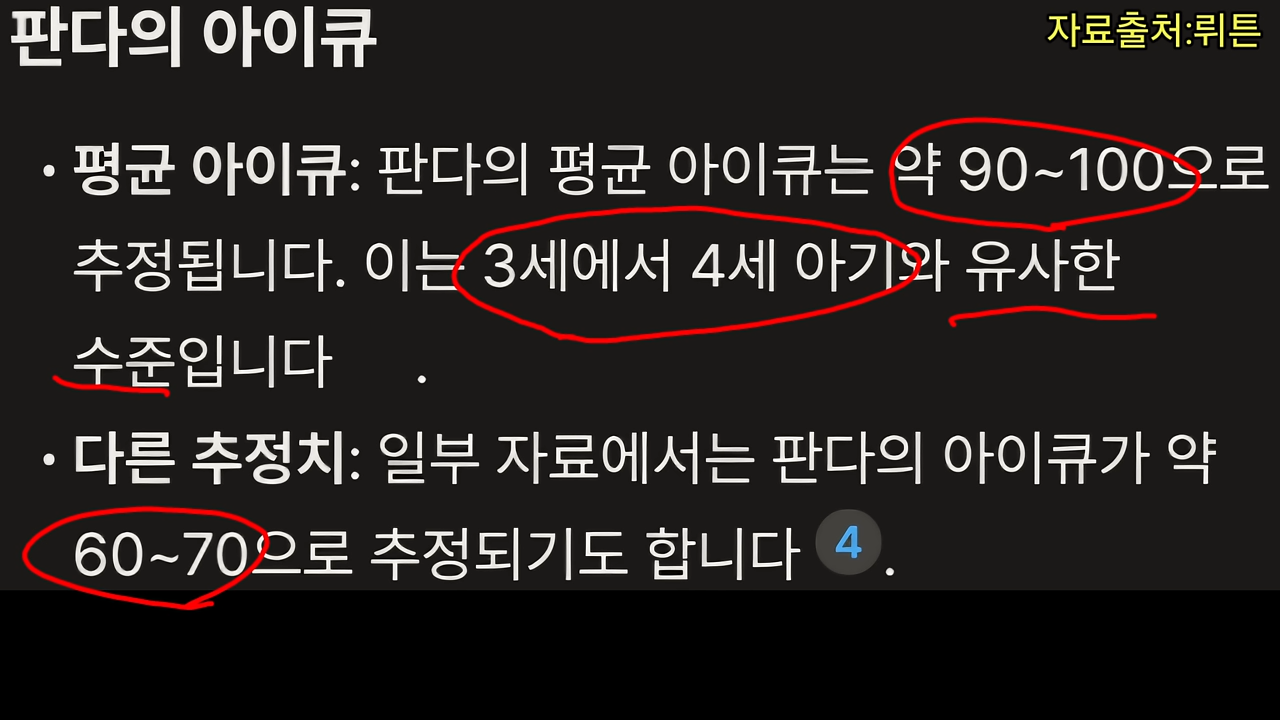 판다의 아이큐
자료출처:뤼튼
• 평균 아이큐: 판다의 평균 아이큐는 약 90~100으로
추정됩니다. 이는 3세에서 4세 아기와 유사한
수준입니다 .
• 다른 추정치: 일부 자료에서는 판다의 아이큐가 약
60~70으로 추정되기도 합니다 4 .